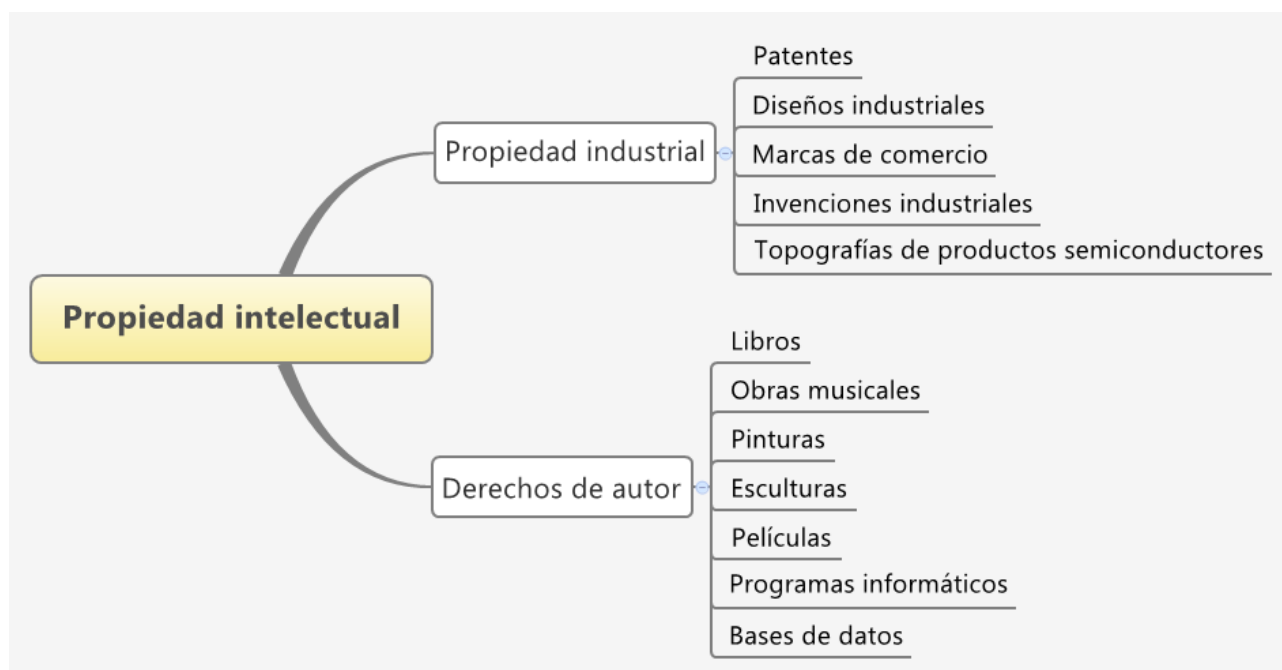 Patentes
Diseños industriales
Propiedad industrial
Marcas de comercio
Invenciones industriales
Topografías de productos semiconductores
Propiedad intelectual
Libros
Obras musicales
Pinturas
Derechos de autor
Esculturas
Películas
Programas informáticos
Bases de datos